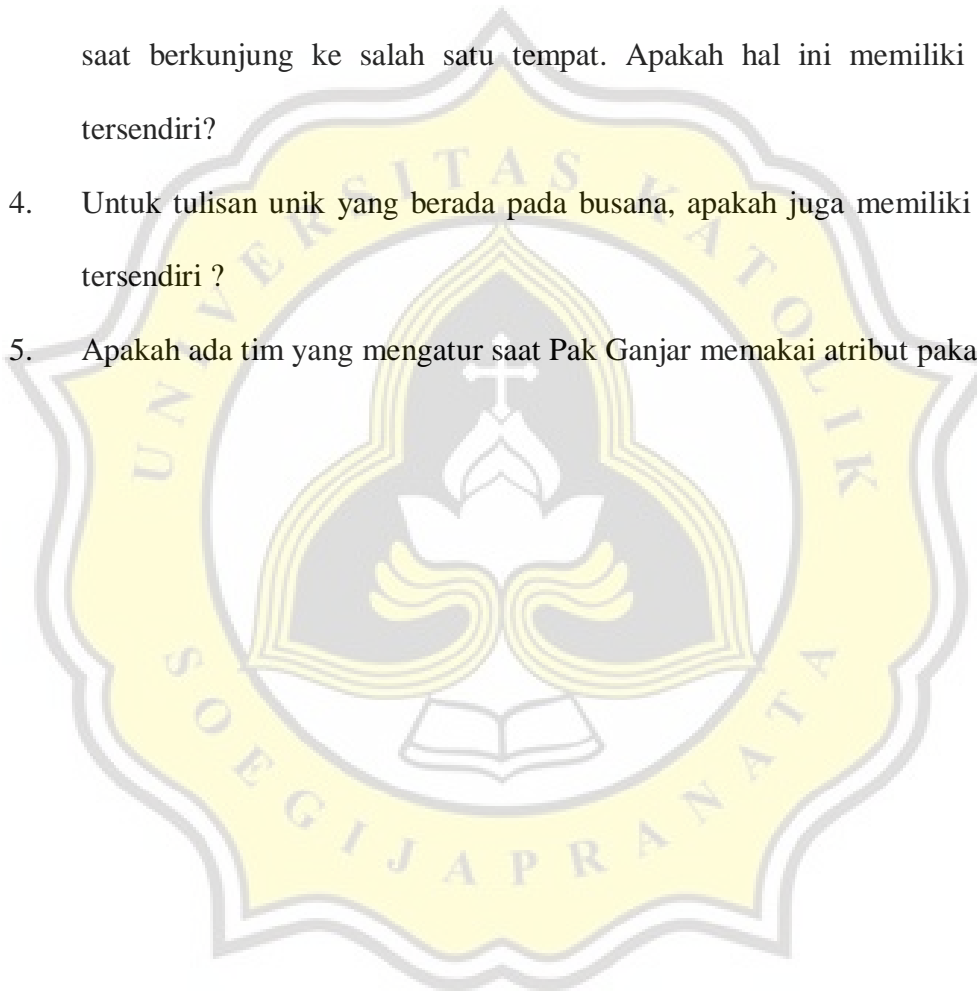 saat berkunjung ke salah satu tempat. Apakah hal ini memiliki
tersendiri?
4. Untuk tulisan unik yang berada pada busana, apakah juga memiliki
tersendiri ?
5. Apakah ada tim yang mengatur saat Pak Ganjar memakai atribut paka
UNIVERSITAS KATOLIK
SOEGIJAPRANATA